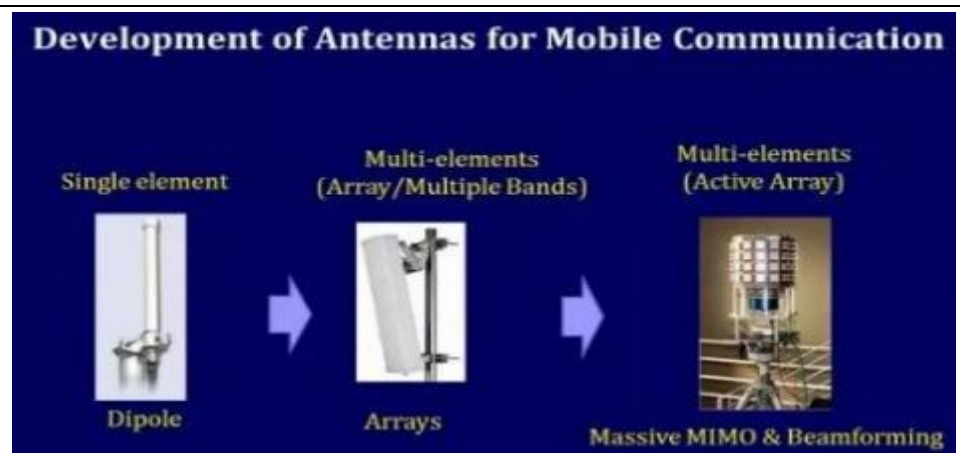 Development of Antennas for Mobile Communication
Single element
Multi-elements
(Array/Multiple Bands)
Multi-elements
(Active Array)
Dipole
Arrays
Massive MIMO & Beamforming